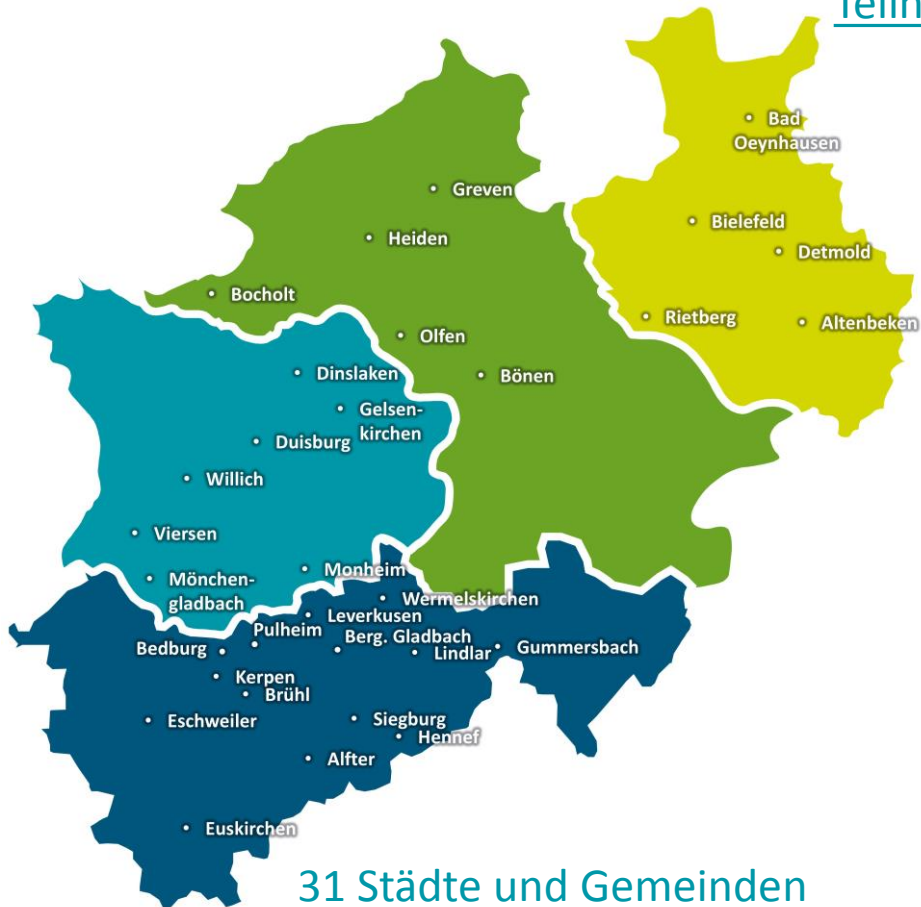 Teiln
Bad
Oeynhausen
Greven
Bielefeld
Heiden
Detmold
Bocholt
Rietberg
Altenbeken
Olfen
Dinslaken
Bönen
Gelsen-
kirchen
Duisburg
Willich
Viersen
Monheim
Mönchen-
gladbach
Wermelskirchen
Leverkusen
Pulheim
Berg. Gladbach
Bedburg
Lindlar
Gummersbach
Kerpen
Brühl
Eschweiler
Siegburg
Hennef
Alfter
Euskirchen
31 Städte und Gemeinden